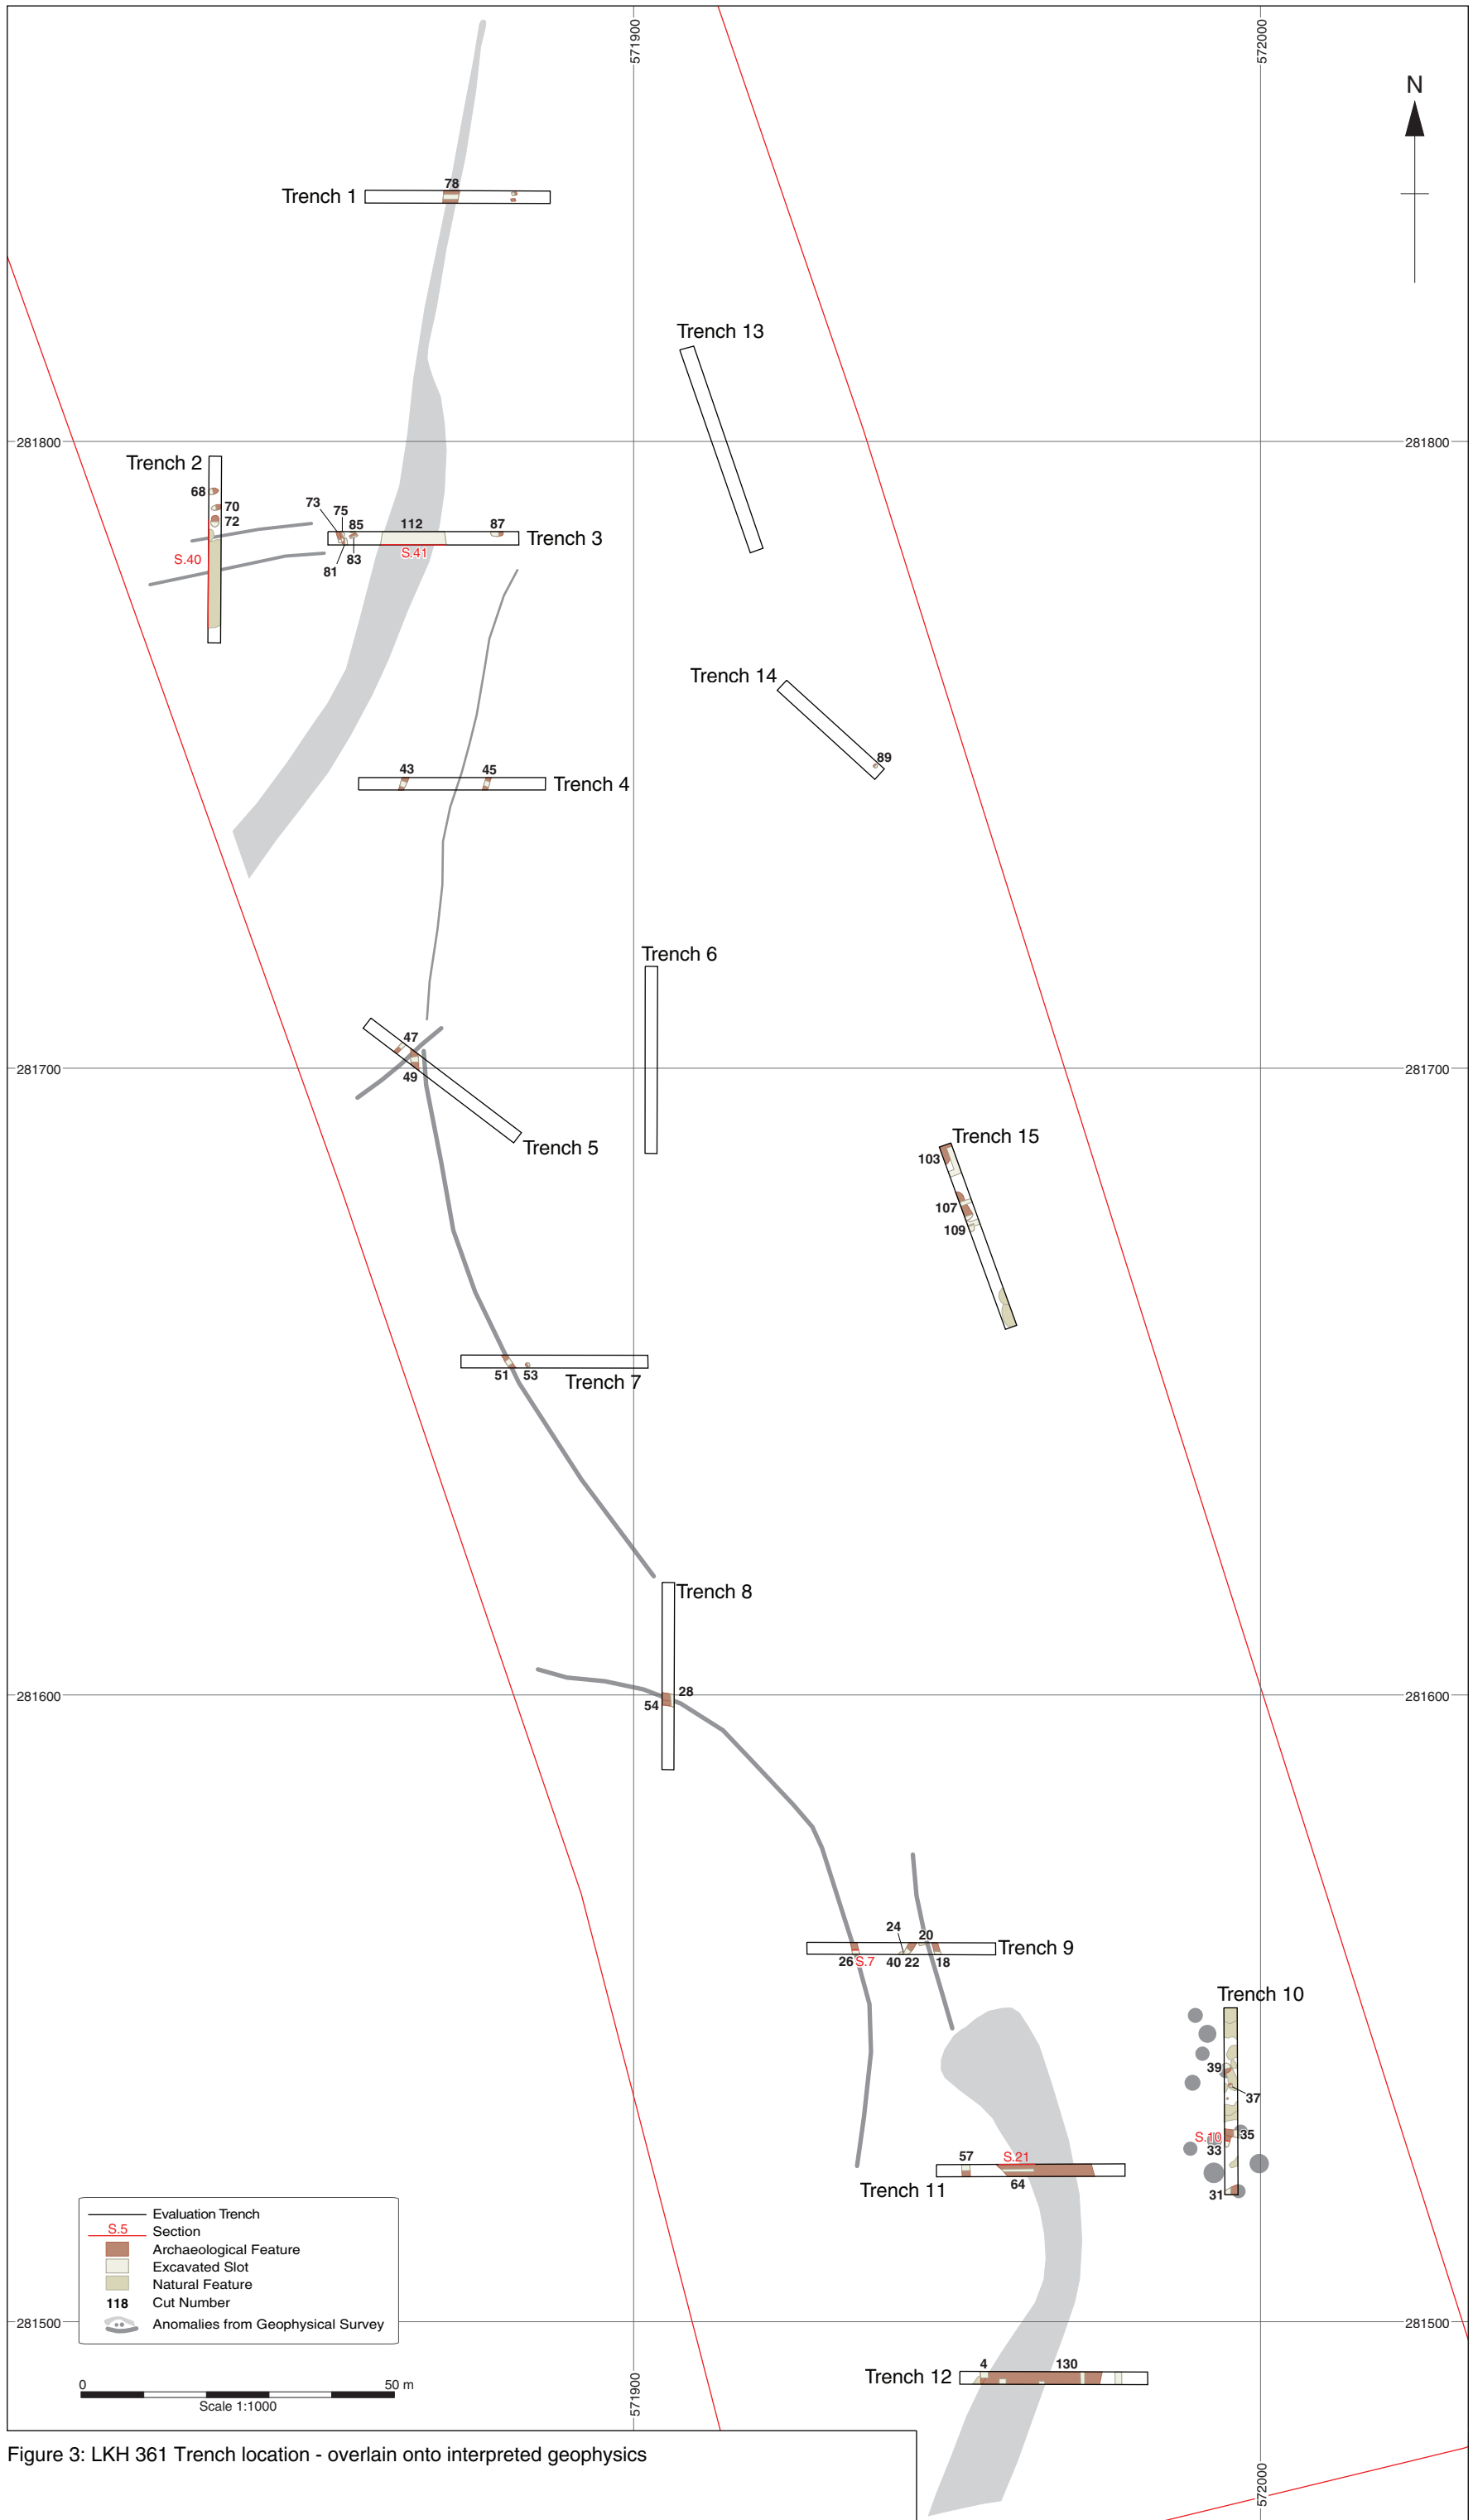 571900
572000
N
Trench 1
78
Trench 13
281800
281800
Trench 2
68
70
72
S.40
73
75
85
112
87
Trench 3
S.41
83
81
Trench 14
89
43
45
Trench 4
Trench 6
47
49
281700
281700
Trench 5
Trench 15
103
107
109
51
53
Trench 7
Trench 8
28
54
281600
281600
24
20
Trench 9
26
S.7
40
22
18
Trench 10
39
37
S.10
35
33
31
57
S.21
64
Trench 11
Evaluation Trench
S.5
Section
Archaeological Feature
Excavated Slot
Natural Feature
118
Cut Number
Anomalies from Geophysical Survey
281500
281500
4
130
Trench 12
0
50 m
Scale 1:1000
571900
572000
Figure 3: LKH 361 Trench location - overlain onto interpreted geophysics